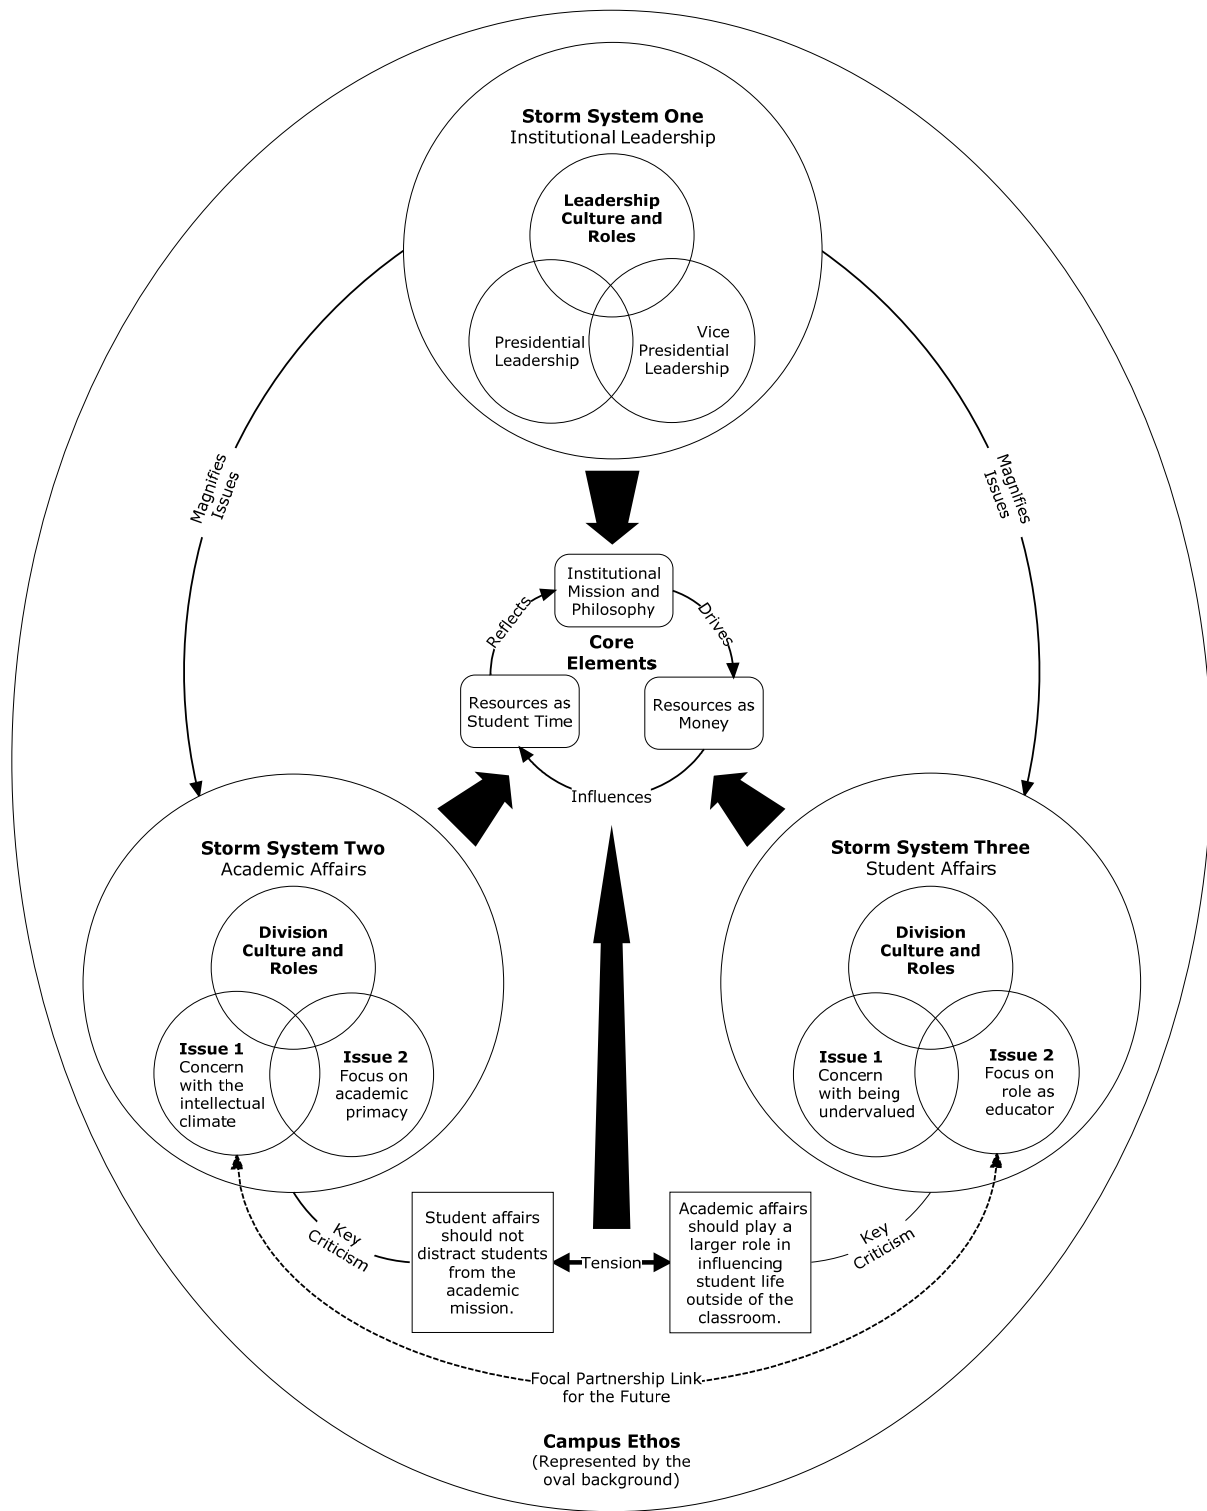 Storm System One
Institutional Leadership
Leadership
Culture and
Roles
Presidential
Leadership
Vice
Presidential
Leadership
Magnifies
Issues
Magnifies
Issues
Institutional
Mission and
Philosophy
Reflects
Drives
Core
Elements
Resources as
Student Time
Resources as
Money
Influences
Storm System Two
Academic Affairs
Division
Culture and
Roles
Issue 1
Concern
with the
intellectual
climate
Issue 2
Focus on
academic
primacy
Storm System Three
Student Affairs
Division
Culture and
Roles
Issue 1
Concern
with being
undervalued
Issue 2
Focus on
role as
educator
Key
Criticism
Student affairs
should not
distract students
from the
academic
mission.
Tension
Academic affairs
should play a
larger role in
influencing
student life
outside of the
classroom.
Key
Criticism
Focal Partnership Link
for the Future
Campus Ethos
(Represented by the
oval background)